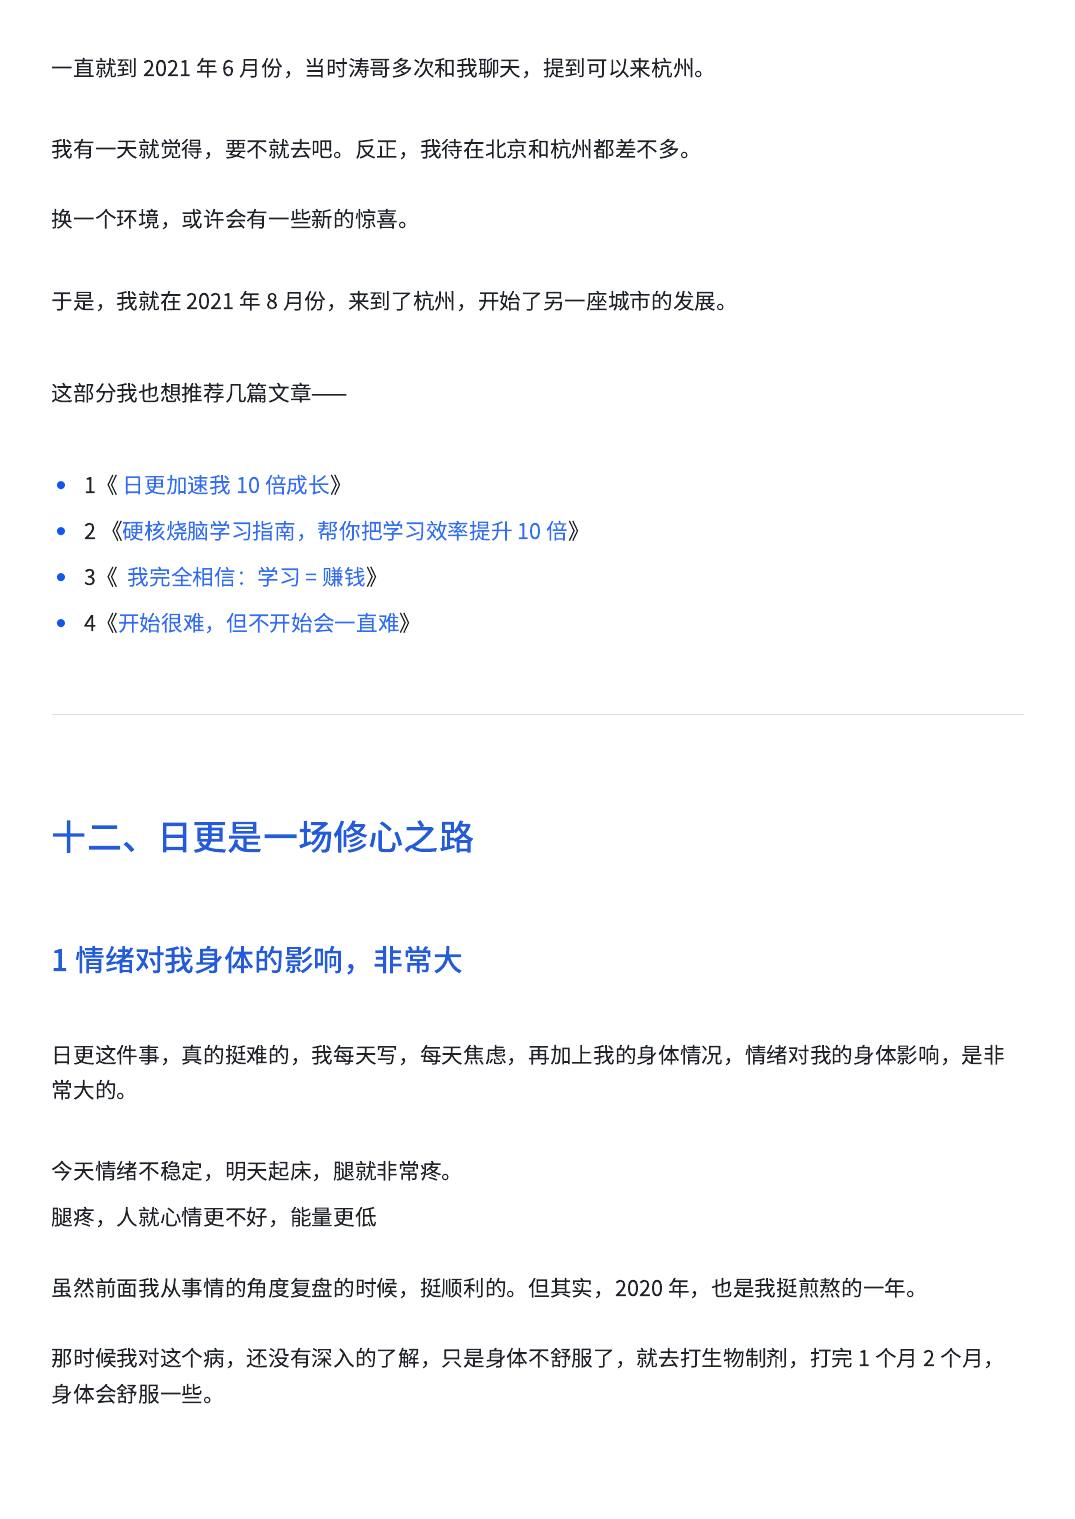 一直就到 2021 年 6 月份，当时涛哥多次和我聊天，提到可以来杭州。
我有一天就觉得，要不就去吧。反正，我待在北京和杭州都差不多。
换一个环境，或许会有一些新的惊喜。
于是，我就在 2021 年 8 月份，来到了杭州，开始了另一座城市的发展。
这部分我也想推荐几篇文章——
• 1《 日更加速我 10 倍成长》
• 2 《硬核烧脑学习指南，帮你把学习效率提升 10 倍》
• 3《 我完全相信：学习 = 赚钱》
• 4《开始很难，但不开始会一直难》
十二、日更是一场修心之路
1 情绪对我身体的影响，非常大
日更这件事，真的挺难的，我每天写，每天焦虑，再加上我的身体情况，情绪对我的身体影响，是非
常大的。
今天情绪不稳定，明天起床，腿就非常疼。
腿疼，人就心情更不好，能量更低
虽然前面我从事情的角度复盘的时候，挺顺利的。但其实，2020 年，也是我挺煎熬的一年。
那时候我对这个病，还没有深入的了解，只是身体不舒服了，就去打生物制剂，打完 1 个月 2 个月，
身体会舒服一些。